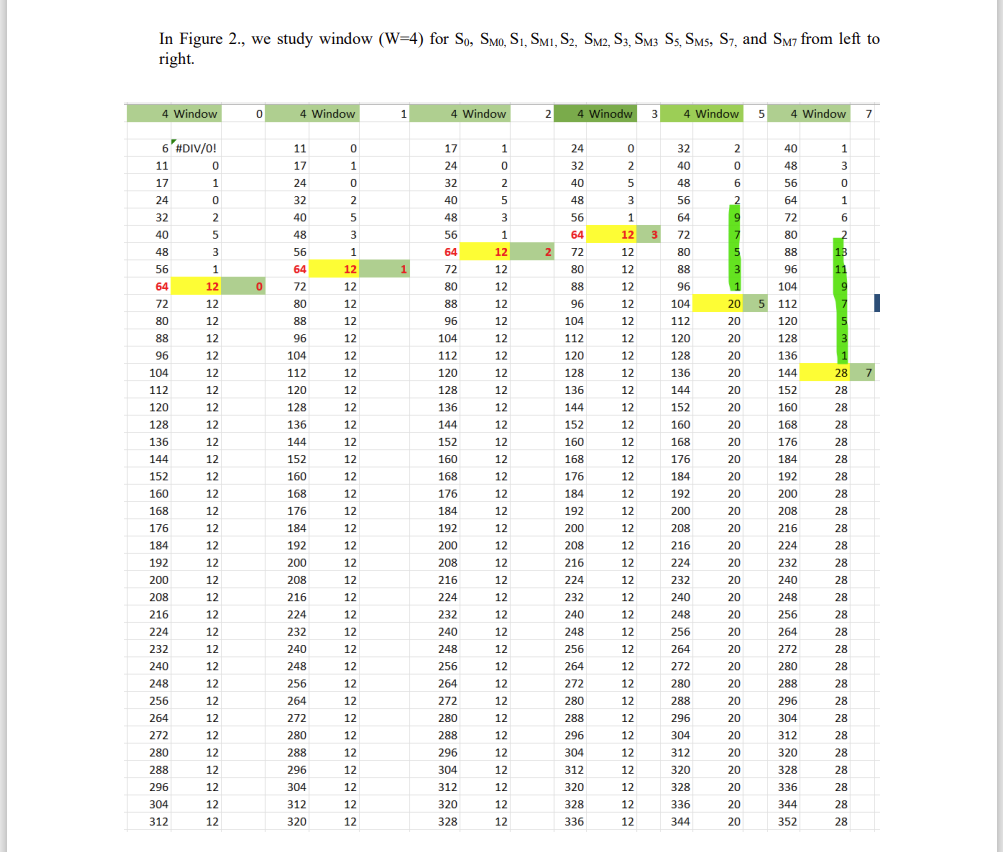 In Figure 2., we study window (W=4) for S0, SM0, S1, SM1, S2, SM2, S3, SM3 S5, SM5, S7, and SM7 from left to
right.
4 Window 0 4 Window 1 4 Window 2 4 Winodw 3 4 Window 5 4 Window 7
6 #DIV/0! 11 0 17 1 24 0 32 2 40 1
11 0 17 1 24 0 32 2 40 0 48 3
17 1 24 0 32 2 40 5 48 6 56 0
24 0 32 2 40 5 48 3 56 2 64 1
32 2 40 5 48 3 56 1 64 9 72 6
40 5 48 3 56 1 64 12 3 72 7 80 2
48 3 56 1 64 12 2 72 12 80 5 88 13
56 1 64 12 1 72 12 80 12 88 3 96 11
64 12 0 72 12 80 12 88 12 96 1 104 9
72 12 80 12 88 12 96 12 104 20 5 112 7
80 12 88 12 96 12 104 12 112 20 120 5
88 12 96 12 104 12 112 12 120 20 128 3
96 12 104 12 112 12 120 12 128 20 136 1
104 12 112 12 120 12 128 12 136 20 144 28 7
112 12 120 12 128 12 136 12 144 20 152 28
120 12 128 12 136 12 144 12 152 20 160 28
128 12 136 12 144 12 152 12 160 20 168 28
136 12 144 12 152 12 160 12 168 20 176 28
144 12 152 12 160 12 168 12 176 20 184 28
152 12 160 12 168 12 176 12 184 20 192 28
160 12 168 12 176 12 184 12 192 20 200 28
168 12 176 12 184 12 192 12 200 20 208 28
176 12 184 12 192 12 200 12 208 20 216 28
184 12 192 12 200 12 208 12 216 20 224 28
192 12 200 12 208 12 216 12 224 20 232 28
200 12 208 12 216 12 224 12 232 20 240 28
208 12 216 12 224 12 232 12 240 20 248 28
216 12 224 12 232 12 240 12 248 20 256 28
224 12 232 12 240 12 248 12 256 20 264 28
232 12 240 12 248 12 256 12 264 20 272 28
240 12 248 12 256 12 264 12 272 20 280 28
248 12 256 12 264 12 272 12 280 20 288 28
256 12 264 12 272 12 280 12 288 20 296 28
264 12 272 12 280 12 288 12 296 20 304 28
272 12 280 12 288 12 296 12 304 20 312 28
280 12 288 12 296 12 304 12 312 20 320 28
288 12 296 12 304 12 312 12 320 20 328 28
296 12 304 12 312 12 320 12 328 20 336 28
304 12 312 12 320 12 328 12 336 20 344 28
312 12 320 12 328 12 336 12 344 20 352 28